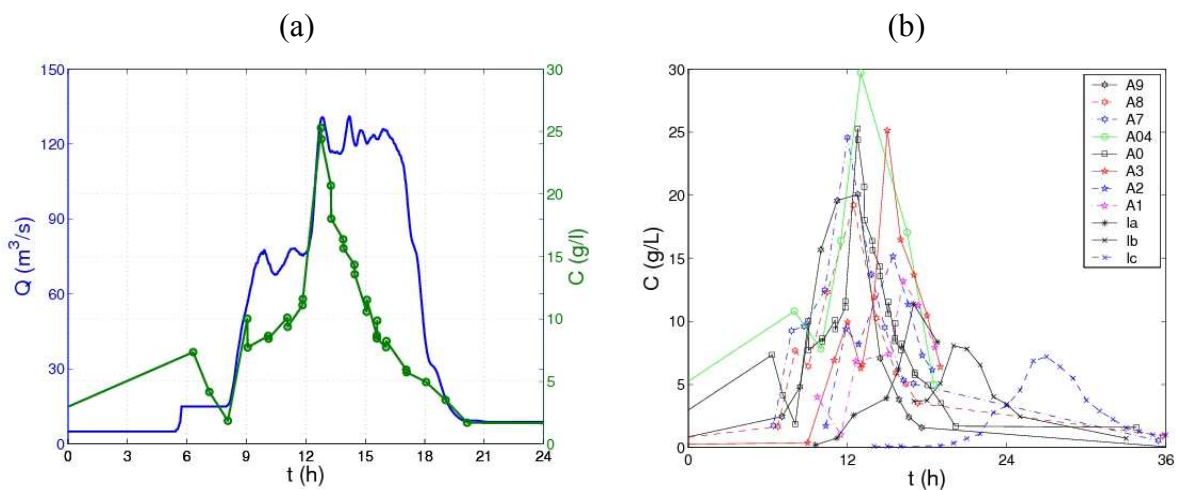 (a)
(b)
150
120
90
60
30
0
Q (m³/s)
30
25
20
15
10
5
0
C (g/l)
0 3 6 9 12 15 18 21 24
t (h)
30
25
20
15
10
5
0
C (g/L)
0 12 24 36
t (h)
A9
A8
A7
A04
A0
A3
A2
A1
Ia
Ib
Ic